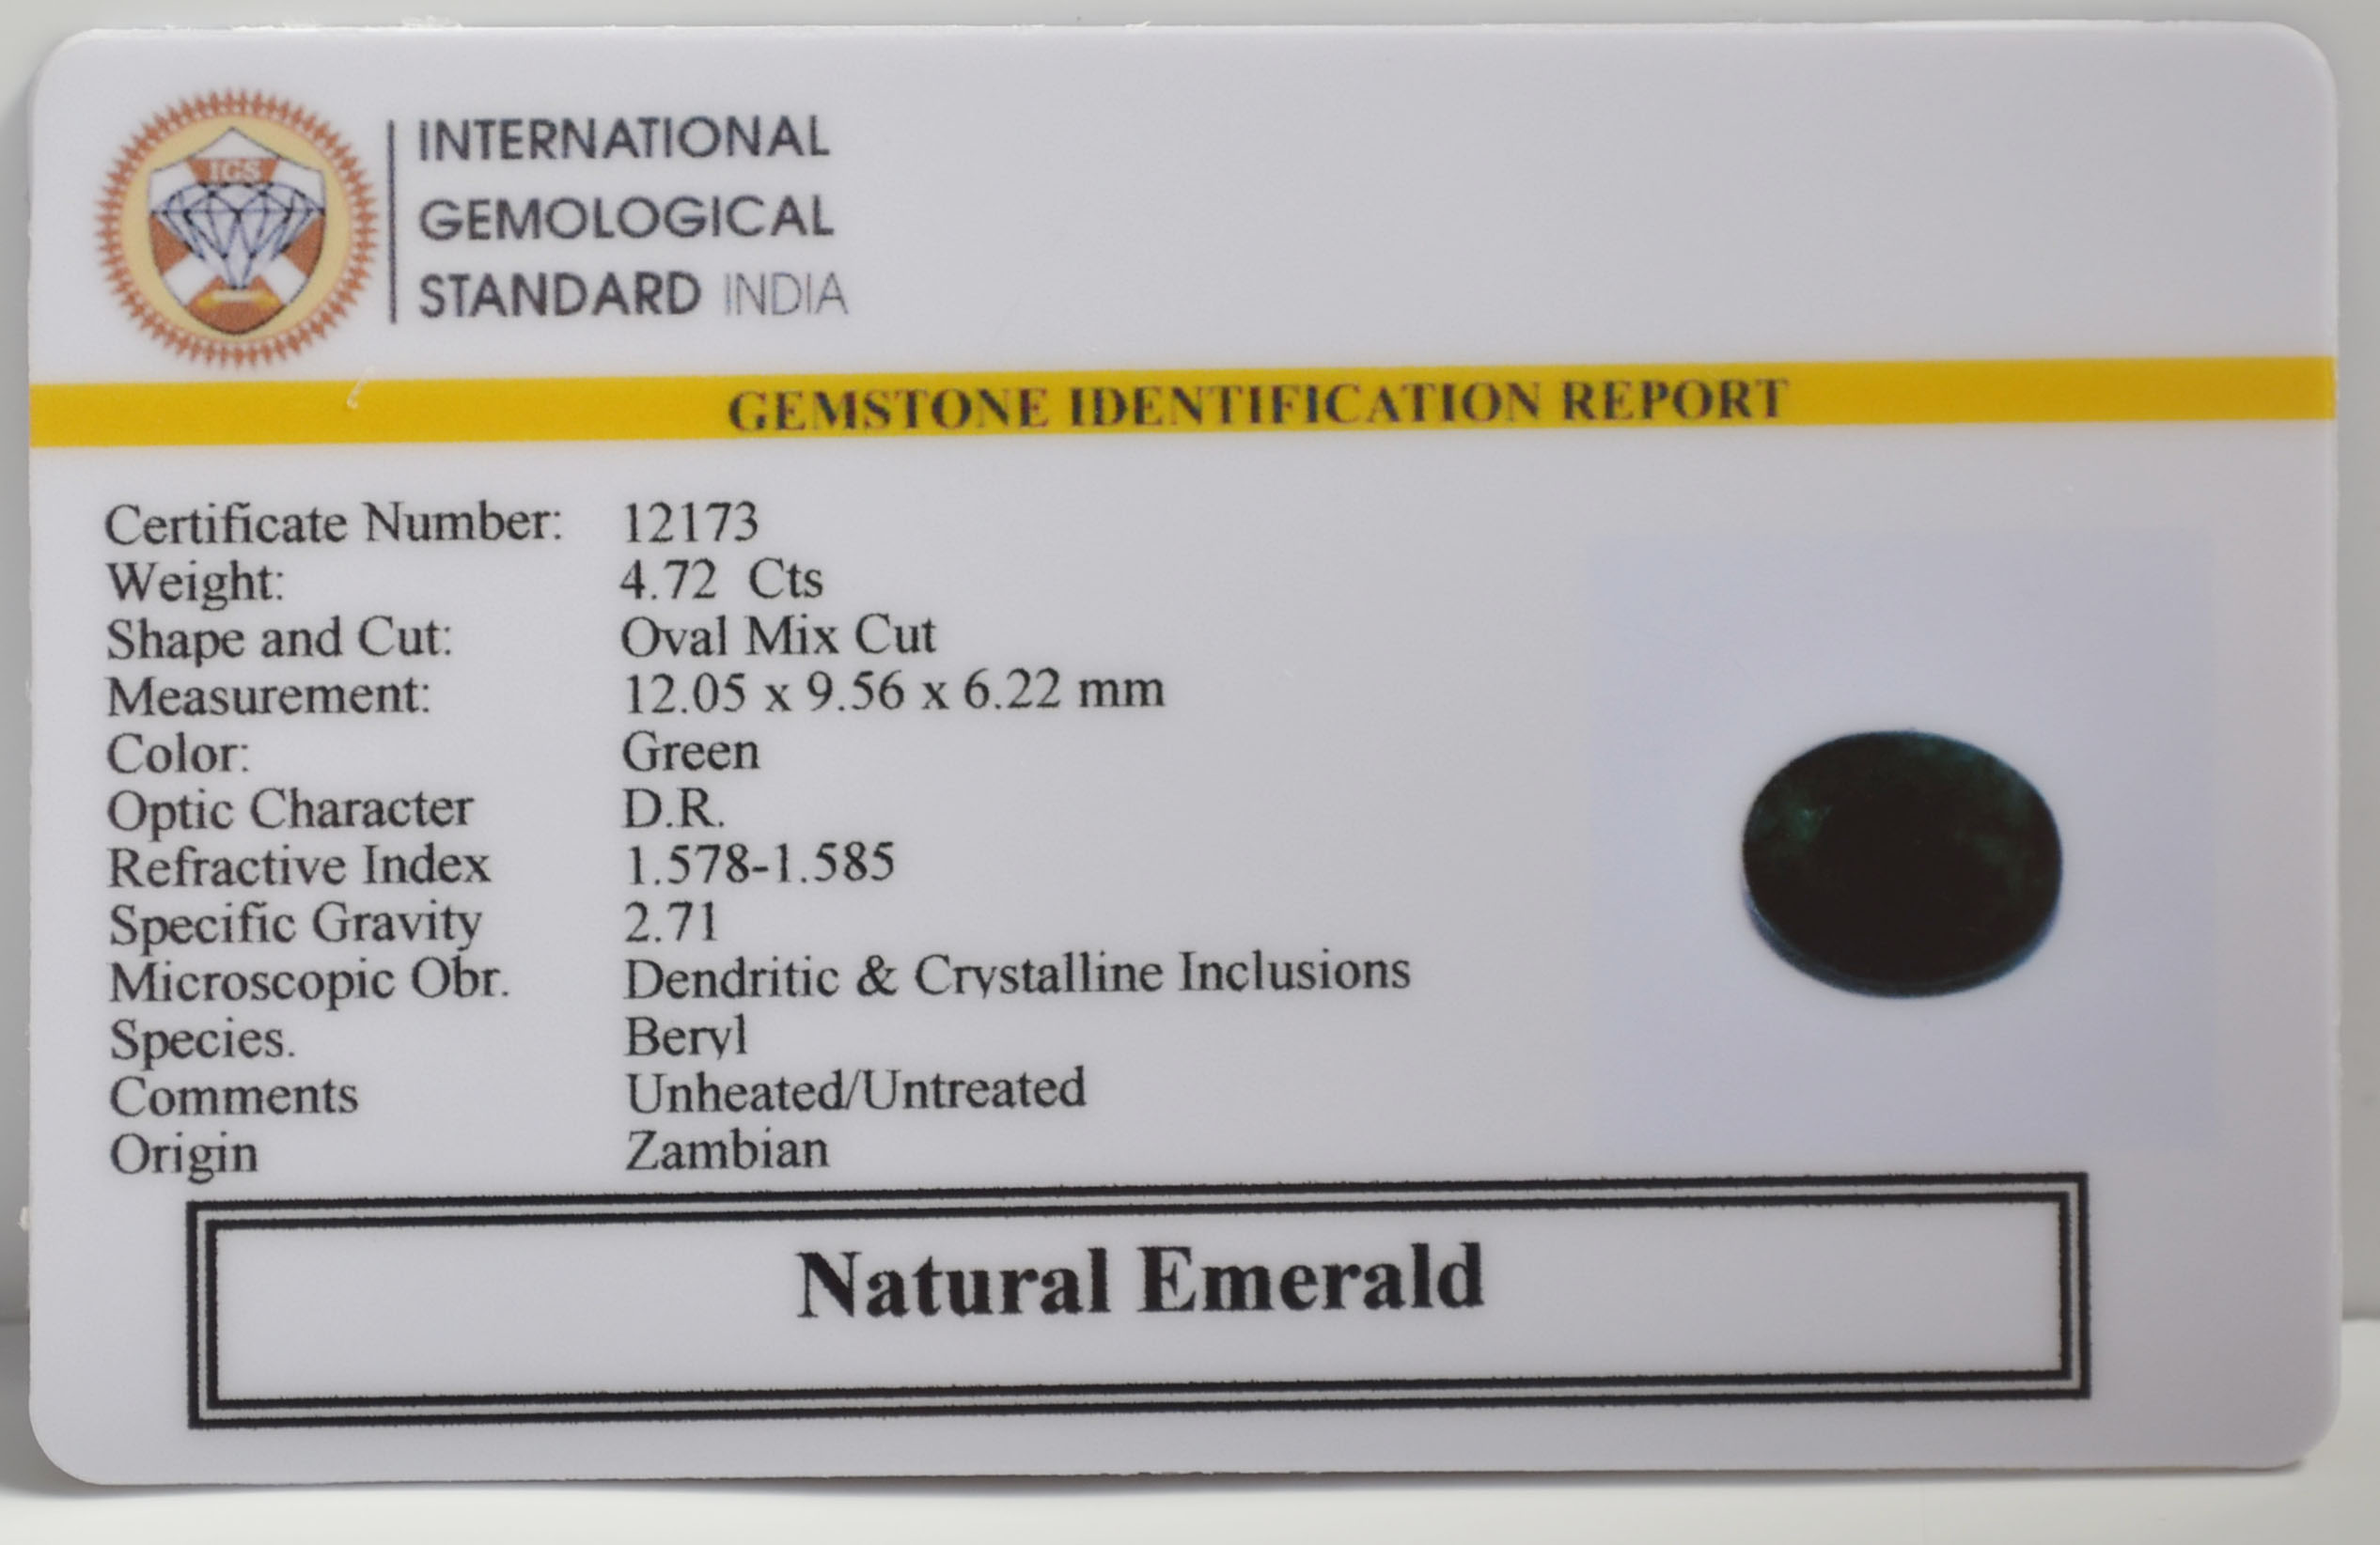 IGS
INTERNATIONAL
GEMOLOGICAL
STANDARD INDIA
GEMSTONE IDENTIFICATION REPORT
Certificate Number: 12173
Weight: 4.72 Cts
Shape and Cut: Oval Mix Cut
Measurement: 12.05 x 9.56 x 6.22 mm
Color: Green
Optic Character D.R.
Refractive Index 1.578-1.585
Specific Gravity 2.71
Microscopic Obr. Dendritic & Crystalline Inclusions
Species. Beryl
Comments Unheated/Untreated
Origin Zambian
Natural Emerald